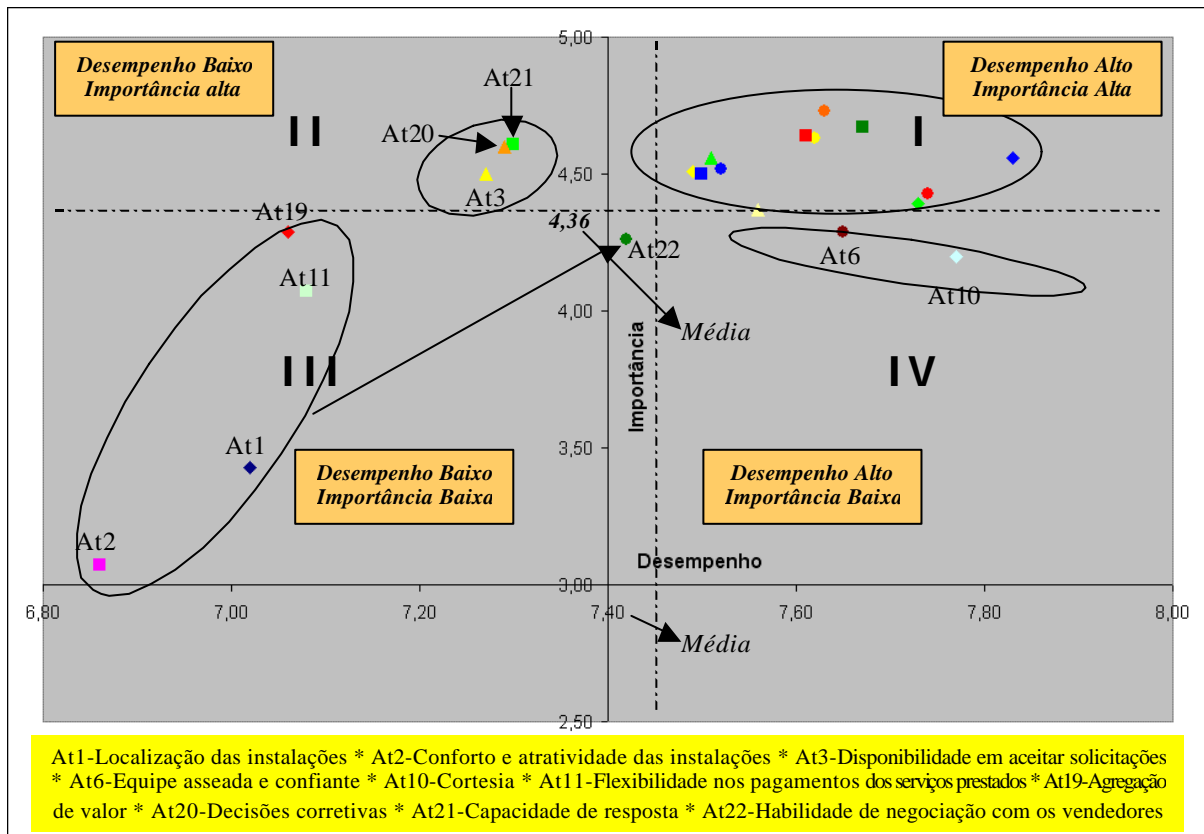 5,00
Desempenho Baixo
Importância alta
At21
Desempenho Alto
Importância Alta
II
At20
I
4,50
At3
At19
4,36
At22
At6
At11
At10
4,00
Média
III
Importância
IV
3,50
At1
Desempenho Baixo
Importância Baixa
Desempenho Alto
Importância Baixa
At2
Desempenho
3,00
6,80
7,00
7,20
7,40
7,60
7,80
8,00
Média
2,50
At1-Localização das instalações * At2-Conforto e atratividade das instalações * At3-Disponibilidade em aceitar solicitações
* At6-Equipe asseada e confiante * At10-Cortesia * At11-Flexibilidade nos pagamentos dos serviços prestados * At19-Agregação
de valor * At20-Decisões corretivas * At21-Capacidade de resposta * At22-Habilidade de negociação com os vendedores